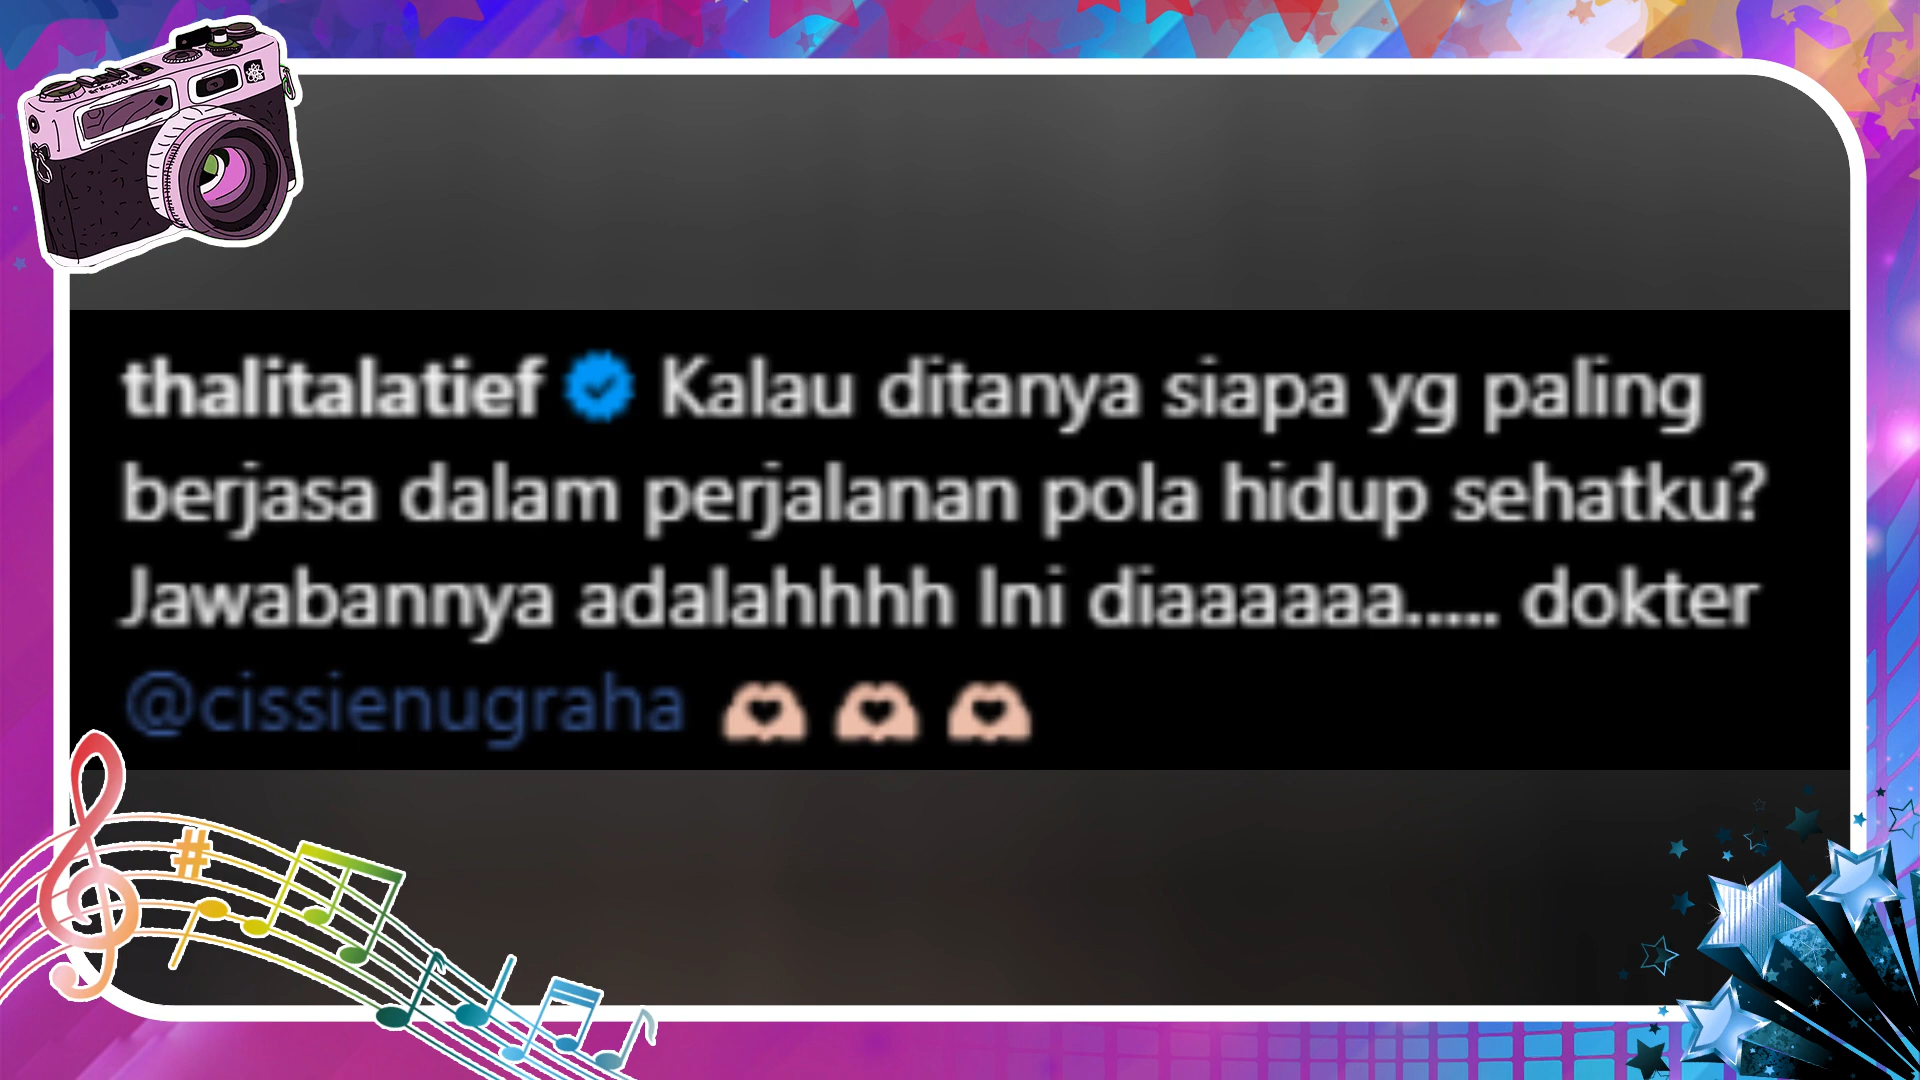 thalitalatief Kalau ditanya siapa yg paling
berjasa dalam perjalanan pola hidup sehatku?
Jawabannya adalahhhh Ini diaaaaaa..... dokter
@cissienugraha 🫶🏻 🫶🏻 🫶🏻